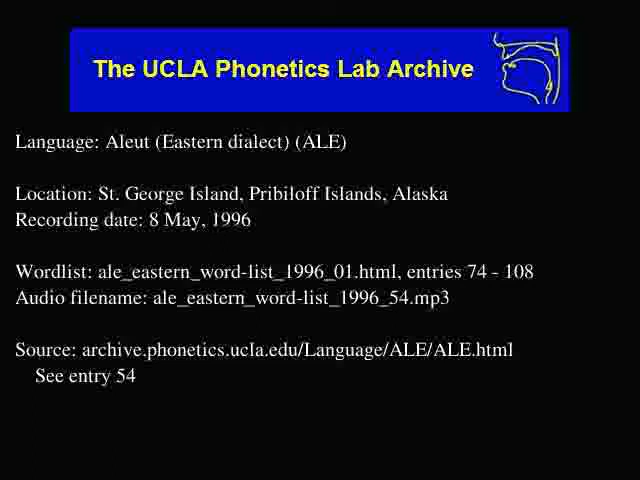 The UCLA Phonetics Lab Archive
Language: Aleut (Eastern dialect) (ALE)
Location: St. George Island, Pribiloff Islands, Alaska
Recording date: 8 May, 1996
Wordlist: ale_eastern_word-list_1996_01.html, entries 74 - 108
Audio filename: ale_eastern_word-list_1996_54.mp3
Source: archive.phonetics.ucla.edu/Language/ALE/ALE.html
See entry 54